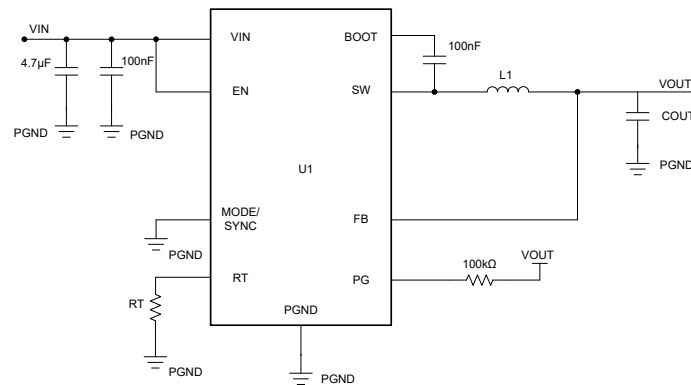 VIN
4.7µF
100nF
PGND
PGND
VIN
EN
MODE/
SYNC
PGND
RT
RT
PGND
U1
BOOT
SW
FB
PG
PGND
PGND
100nF
L1
VOUT
COUT
PGND
100kΩ
VOUT